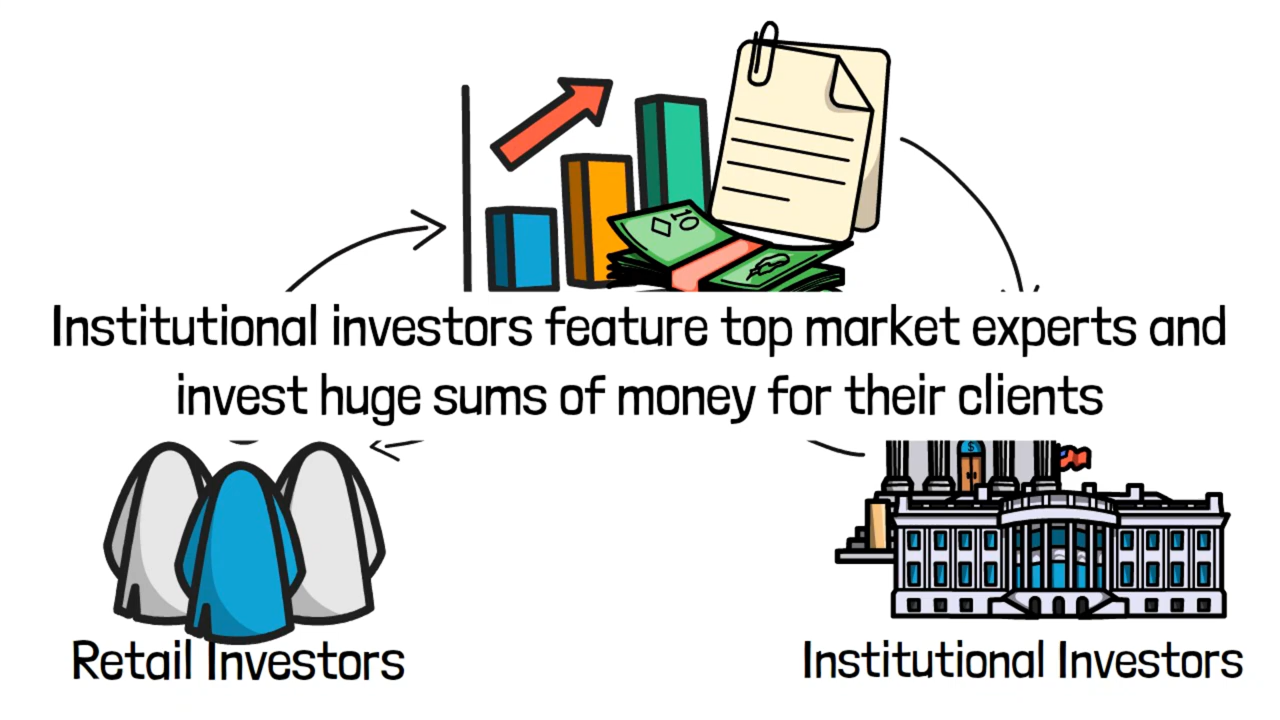 10
Institutional investors feature top market experts and
invest huge sums of money for their clients
$
Retail Investors
Institutional Investors